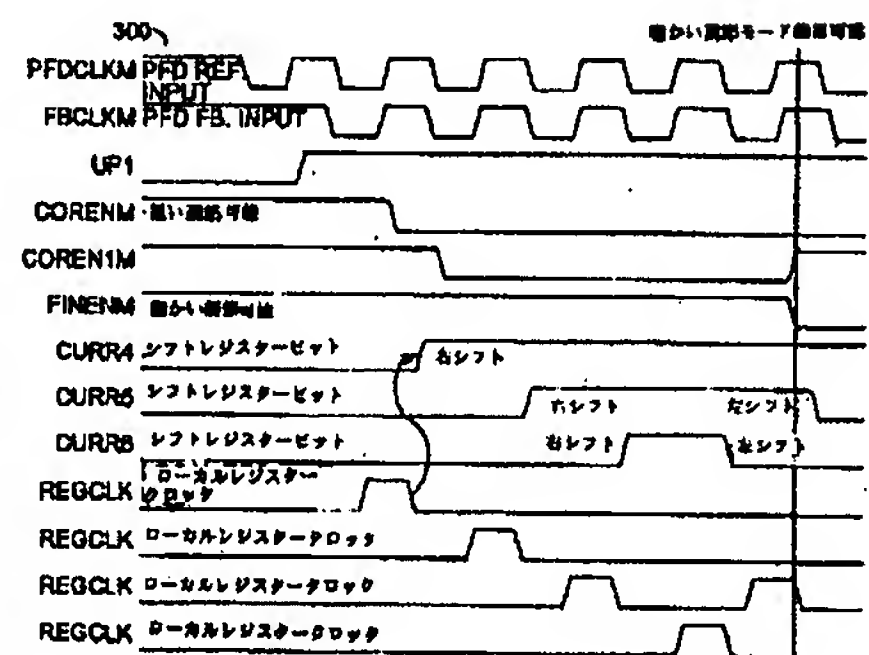 300
細かい調節モード使用可能
PFDCLKM PFD REF INPUT
FBCLKM PFD FB. INPUT
UP1
CORENM 粗い調節可能
COREN1M
FINENM 細かい調節可能
CURR4 シフトレジスタービット 右シフト
CURR5 シフトレジスタービット 右シフト 左シフト
CURR6 シフトレジスタービット 右シフト 左シフト
REGCLK ローカルレジスタークロック
REGCLK ローカルレジスタークロック
REGCLK ローカルレジスタークロック
REGCLK ローカルレジスタークロック